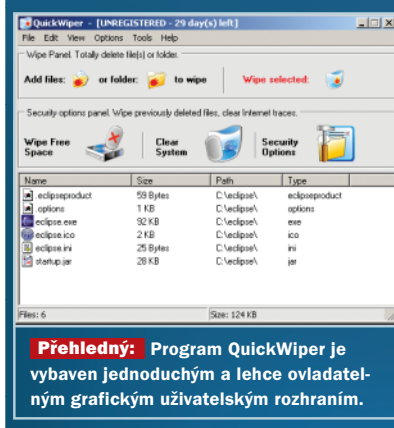 QuickWiper - [UNREGISTERED - 29 day(s) left]
File Edit View Options Tools Help
Wipe Panel. Totally delete file(s) or folder.
Add files: or folder: to wipe Wipe selected:
Security options panel. Wipe previously deleted files, clear Internet traces.
Wipe Free Space Clear System Security Options
Name Size Path Type
.eclipseproduct 59 Bytes C:\eclipse\ eclipseproduct
.options 1 KB C:\eclipse\ options
eclipse.exe 92 KB C:\eclipse\ exe
eclipse.ico 2 KB C:\eclipse\ ico
eclipse.ini 25 Bytes C:\eclipse\ ini
startup.jar 28 KB C:\eclipse\ jar
Files: 6 Size: 124 KB
Přehledný: Program QuickWiper je
vybaven jednoduchým a lehce ovladatel-
ným grafickým uživatelským rozhraním.